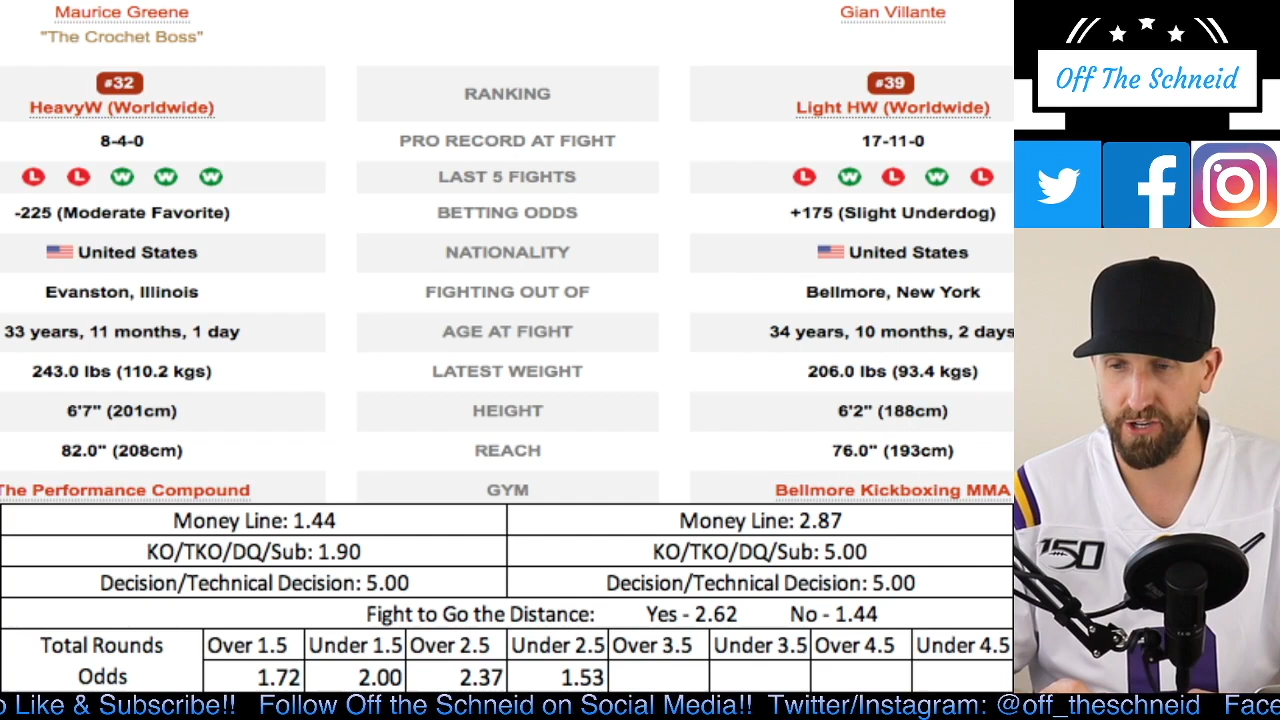 Maurice Greene
Gian Villante
"The Crochet Boss"
#32
HeavyW (Worldwide)
RANKING
#39
Light HW (Worldwide)
8-4-0
PRO RECORD AT FIGHT
17-11-0
L L W W W
LAST 5 FIGHTS
L W L W L
-225 (Moderate Favorite)
BETTING ODDS
+175 (Slight Underdog)
United States
NATIONALITY
United States
Evanston, Illinois
FIGHTING OUT OF
Bellmore, New York
33 years, 11 months, 1 day
AGE AT FIGHT
34 years, 10 months, 2 days
243.0 lbs (110.2 kgs)
LATEST WEIGHT
206.0 lbs (93.4 kgs)
6'7" (201cm)
HEIGHT
6'2" (188cm)
82.0" (208cm)
REACH
76.0" (193cm)
The Performance Compound
GYM
Bellmore Kickboxing MMA
Money Line: 1.44
Money Line: 2.87
KO/TKO/DQ/Sub: 1.90
KO/TKO/DQ/Sub: 5.00
Decision/Technical Decision: 5.00
Decision/Technical Decision: 5.00
Fight to Go the Distance: Yes - 2.62 No - 1.44
Total Rounds Over 1.5 Under 1.5 Over 2.5 Under 2.5 Over 3.5 Under 3.5 Over 4.5 Under 4.5
Odds 1.72 2.00 2.37 1.53
o Like & Subscribe!! Follow Off the Schneid on Social Media!! Twitter/Instagram: @off_theschneid Face
Off The Schneid
150